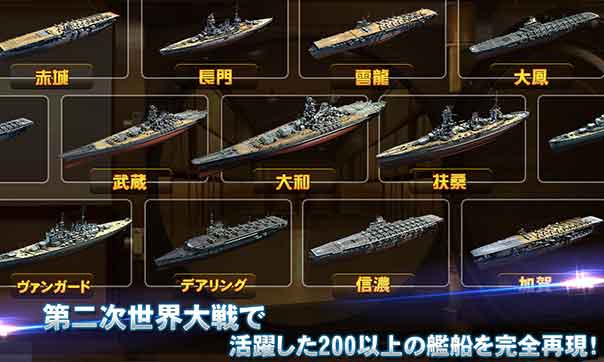 赤城 長門 雲龍 大鳳
武蔵 大和 扶桑
ヴァンガード デアリング 信濃 加賀
第二次世界大戦で
活躍した200以上の艦船を完全再現!